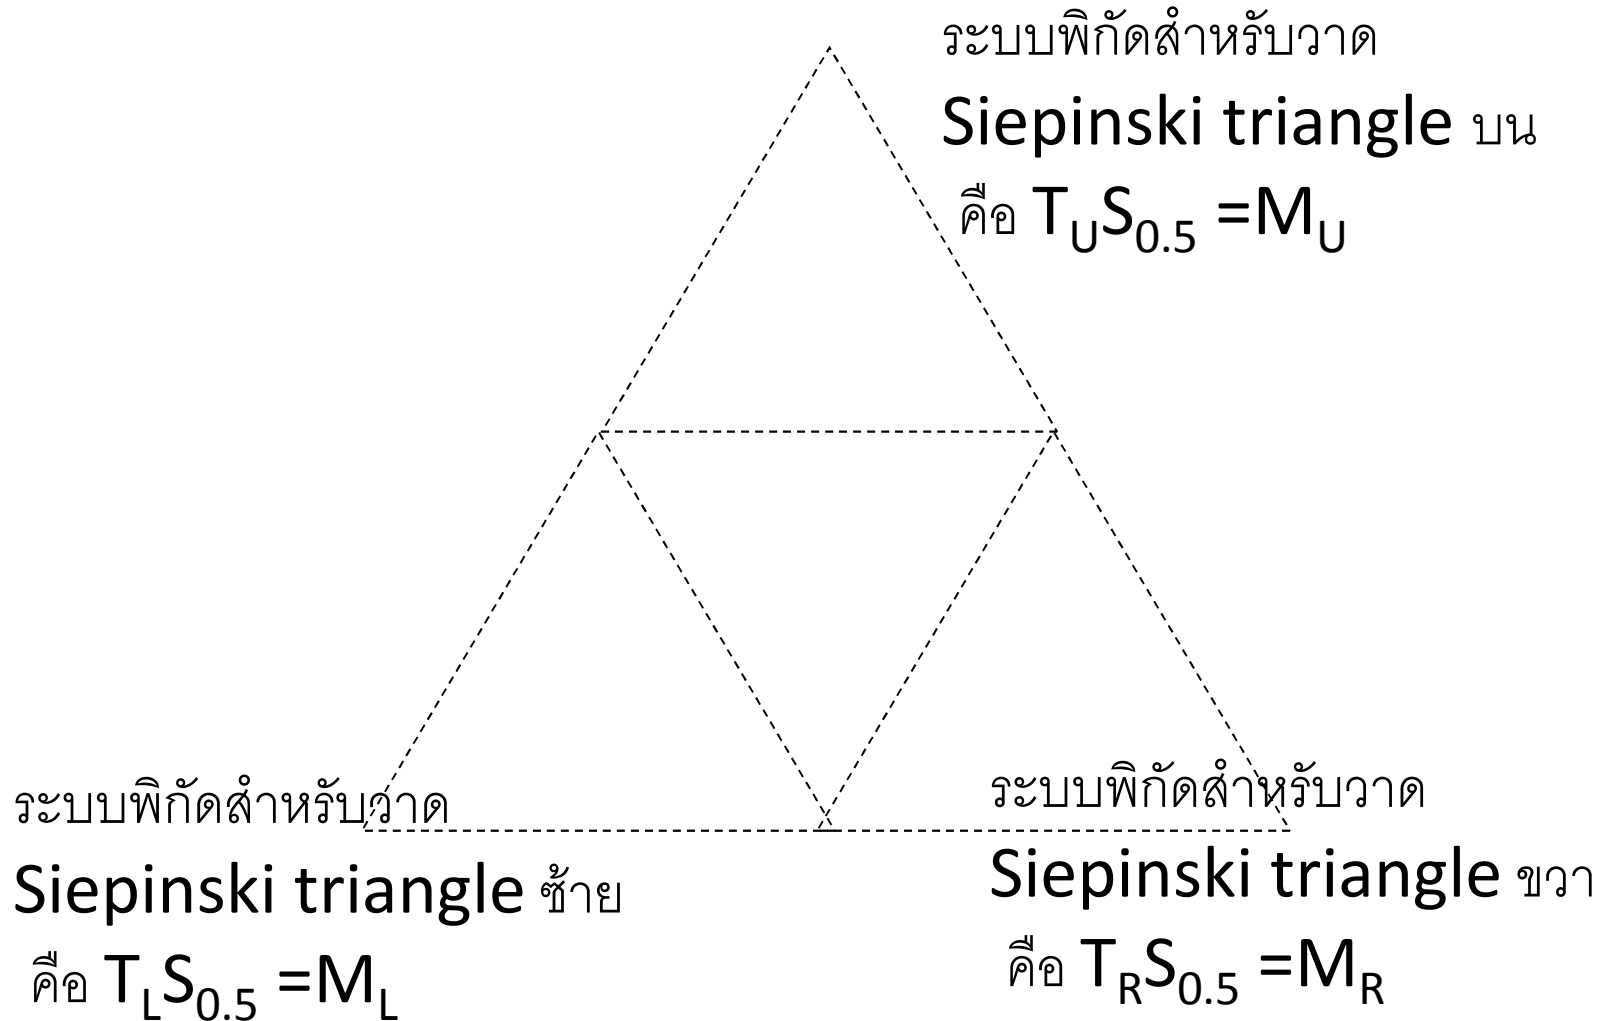 ระบบพิกัดสำหรับวาด
Siepinski triangle บน
คือ TUS0.5 =MU
ระบบพิกัดสำหรับวาด
Siepinski triangle ซ้าย
คือ TLS0.5 =ML
ระบบพิกัดสำหรับวาด
Siepinski triangle ขวา
คือ TRS0.5 =MR